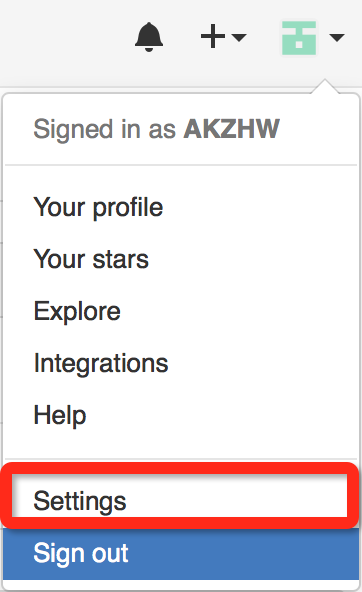 Signed in as AKZHW
Your profile
Your stars
Explore
Integrations
Help
Settings
Sign out